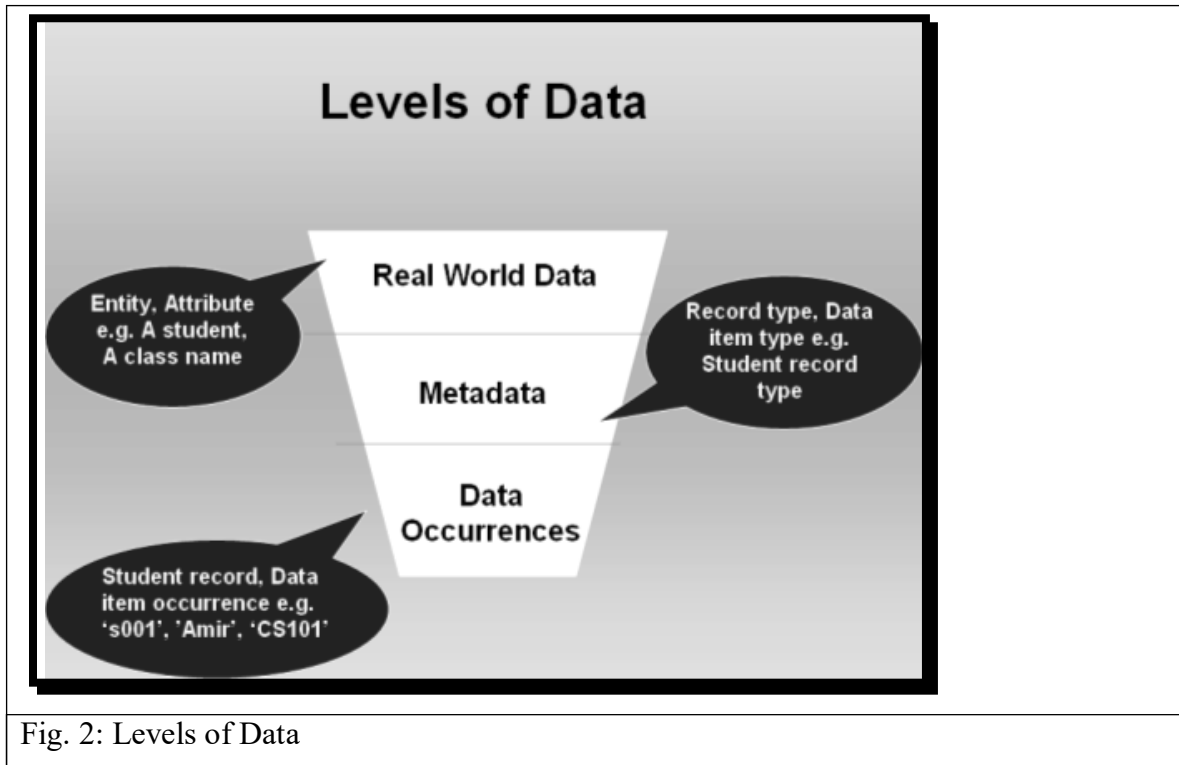 Levels of Data
Real World Data
Entity, Attribute
e.g. A student,
A class name
Record type, Data
item type e.g.
Student record
type
Metadata
Data
Occurrences
Student record, Data
item occurrence e.g.
‘s001’, ’Amir’, ‘CS101’
Fig. 2: Levels of Data